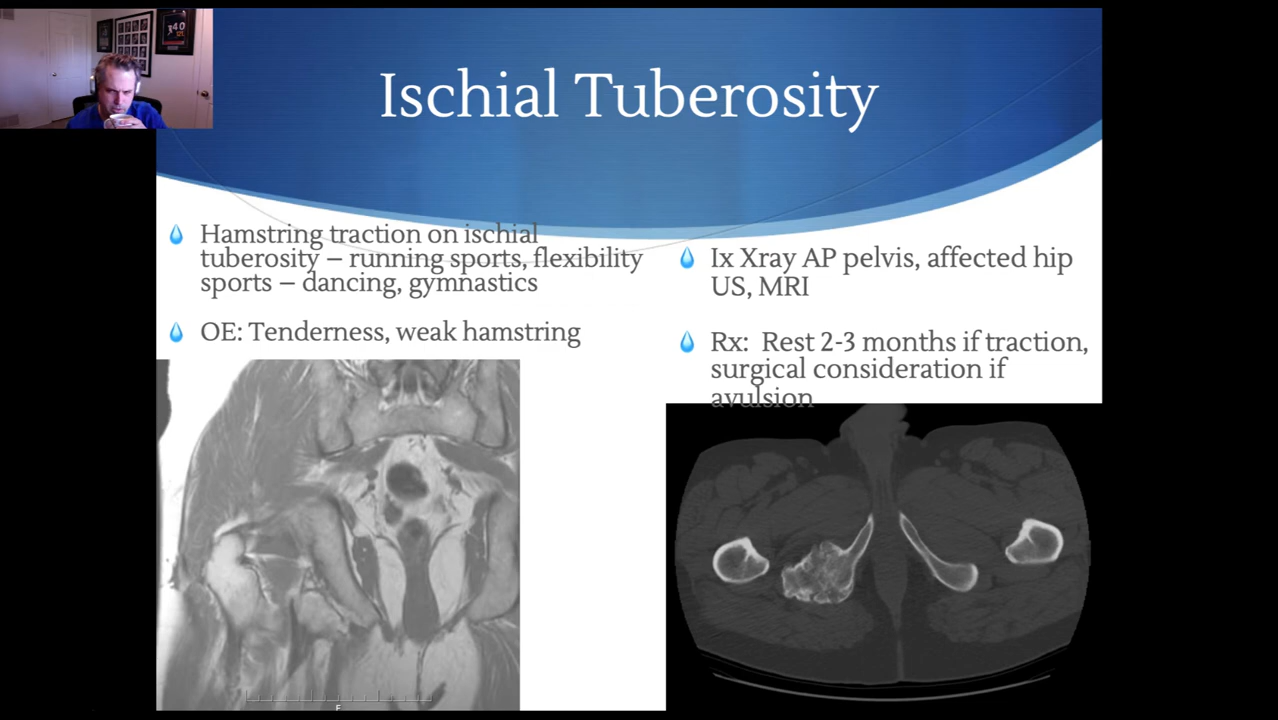 Ischial Tuberosity
Hamstring traction on ischial
tuberosity – running sports, flexibility
sports – dancing, gymnastics
OE: Tenderness, weak hamstring
Ix Xray AP pelvis, affected hip
US, MRI
Rx: Rest 2-3 months if traction,
surgical consideration if
avulsion